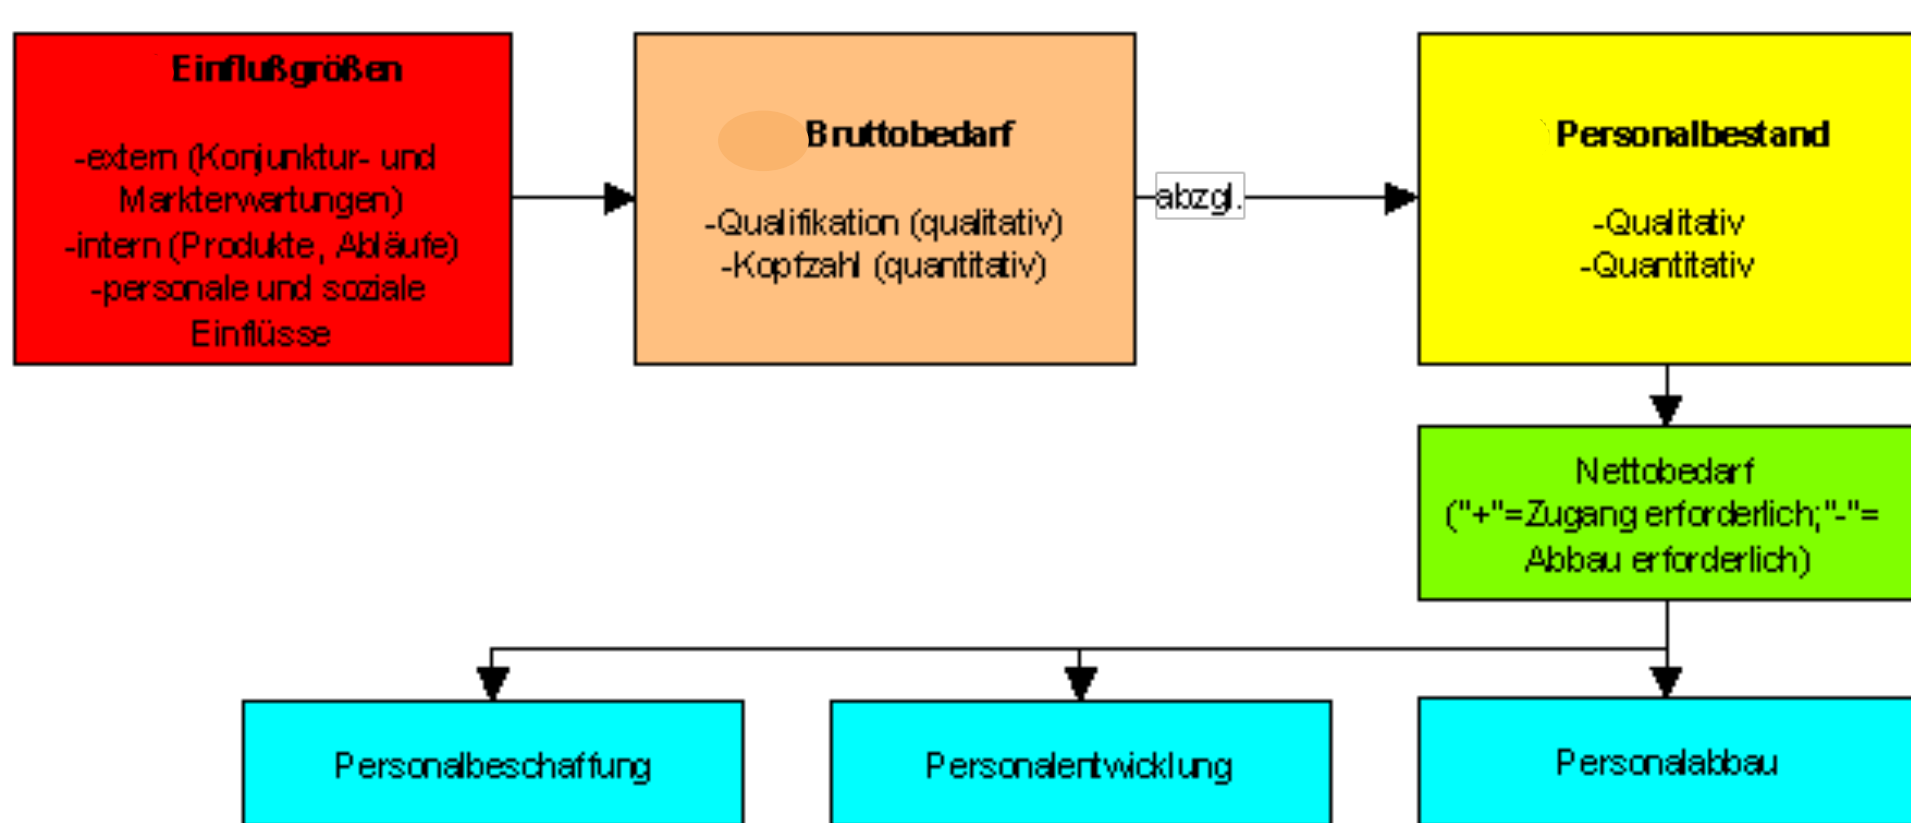 Einflußgrößen
-extern (Konjunktur- und
Markterwartungen)
-intern (Produkte, Abläufe)
-personale und soziale
Einflüsse
Bruttobedarf
-Qualifikation (qualitativ)
-Kopfzahl (quantitativ)
abzgl.
Personalbestand
-Qualitativ
-Quantitativ
Nettobedarf
("+"=Zugang erforderlich;"-"=
Abbau erforderlich)
Personalbeschaffung
Personalentwicklung
Personalabbau